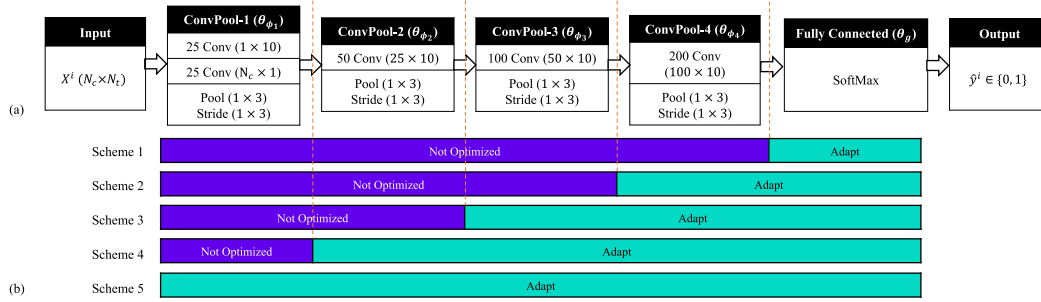 Input
X^i (N_c×N_t)
ConvPool-1 (θ_ϕ₁)
25 Conv (1 × 10)
25 Conv (N_c × 1)
Pool (1 × 3)
Stride (1 × 3)
ConvPool-2 (θ_ϕ₂)
50 Conv (25 × 10)
Pool (1 × 3)
Stride (1 × 3)
ConvPool-3 (θ_ϕ₃)
100 Conv (50 × 10)
Pool (1 × 3)
Stride (1 × 3)
ConvPool-4 (θ_ϕ₄)
200 Conv
(100 × 10)
Pool (1 × 3)
Stride (1 × 3)
Fully Connected (θ_g)
SoftMax
Output
ŷ^i ∈ {0, 1}
(a)
Scheme 1
Not Optimized
Adapt
Scheme 2
Not Optimized
Adapt
Scheme 3
Not Optimized
Adapt
Scheme 4
Not Optimized
Adapt
(b)
Scheme 5
Adapt